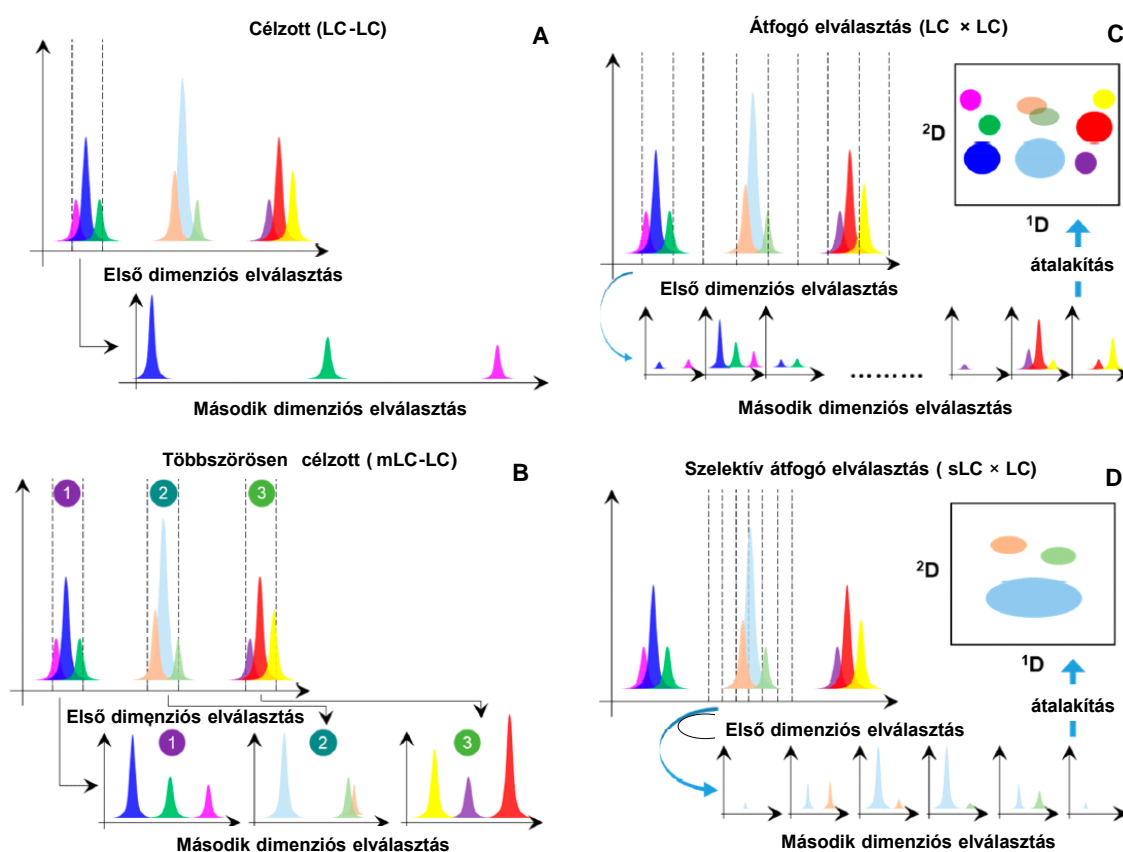 Célzott (LC-LC)
A
Első dimenziós elválasztás
Második dimenziós elválasztás
Átfogó elválasztás (LC × LC)
C
²D
¹D
átalakítás
Első dimenziós elválasztás
.........
Második dimenziós elválasztás
Többszörösen célzott (mLC-LC)
B
1
2
3
Első dimenziós elválasztás
1
2
3
Második dimenziós elválasztás
Szelektív átfogó elválasztás (sLC × LC)
D
²D
¹D
átalakítás
Első dimenziós elválasztás
Második dimenziós elválasztás